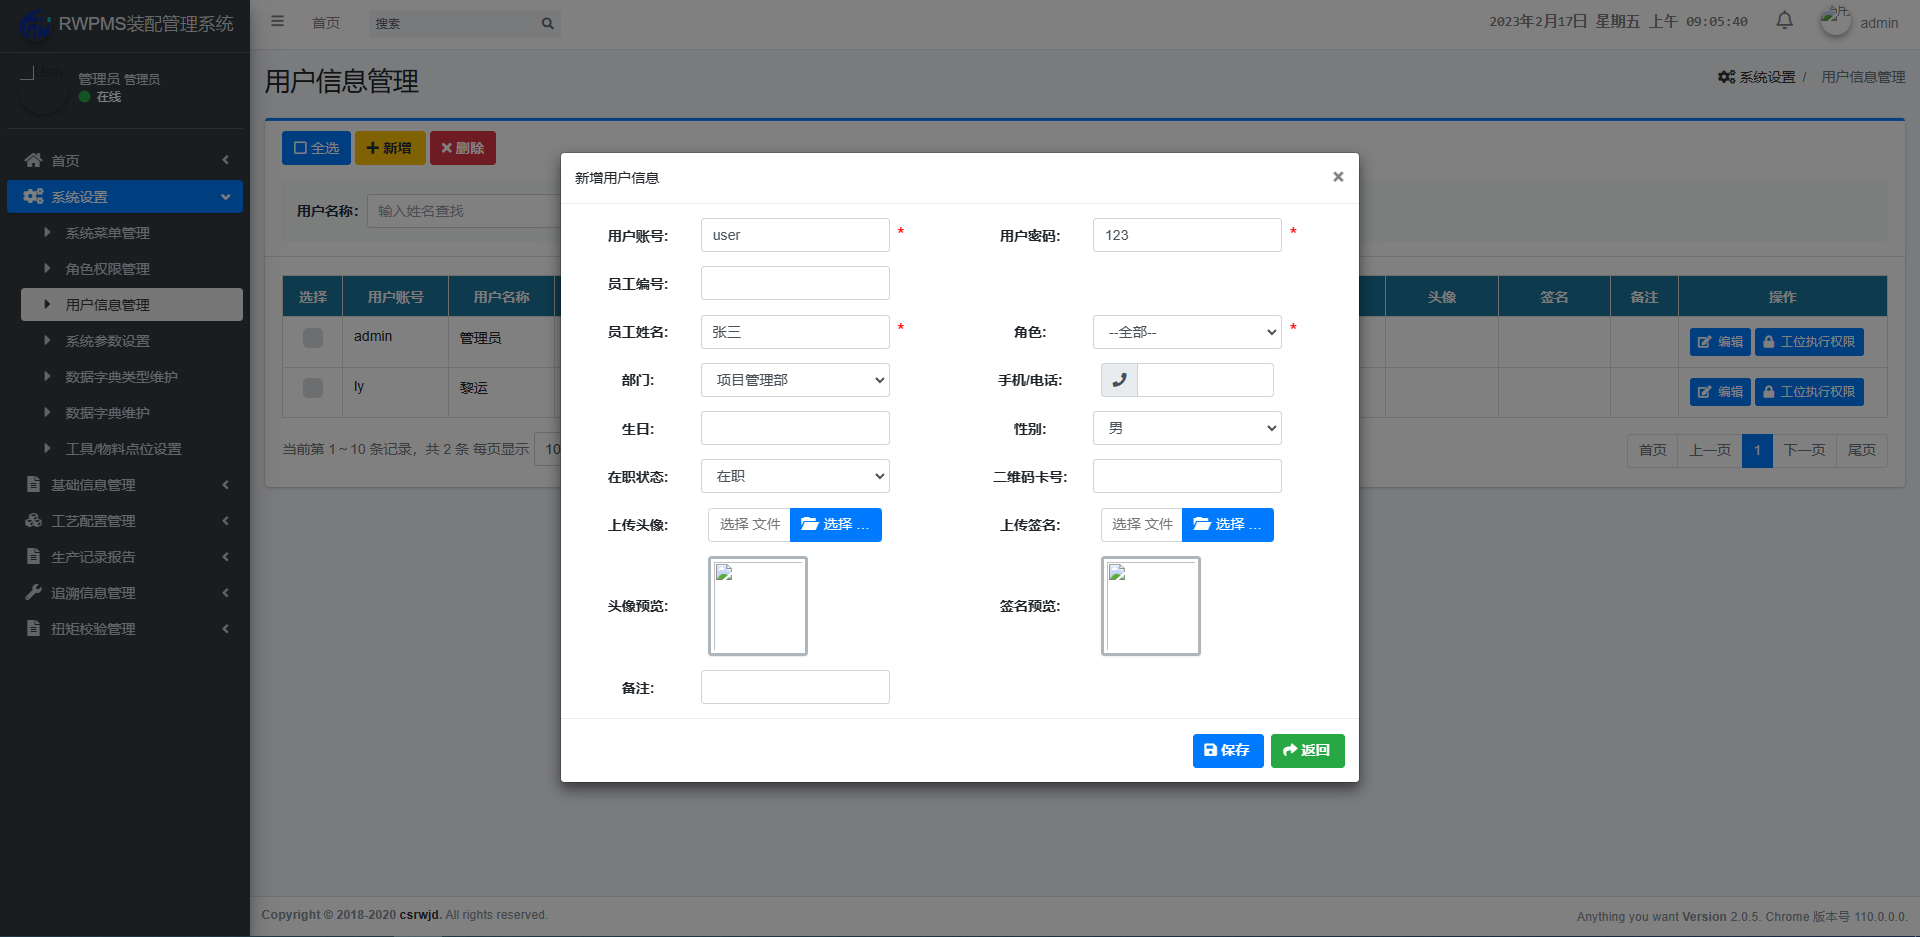 RWPMS装配管理系统
首页
搜索
2023年2月17日 星期五 上午 09:05:40
admin
管理员 管理员
在线
用户信息管理
系统设置 / 用户信息管理
全选
新增
删除
用户名称:
输入姓名查找
首页
系统设置
系统菜单管理
角色权限管理
用户信息管理
系统参数设置
数据字典类型维护
数据字典维护
工具/物料点位设置
基础信息管理
工艺配置管理
生产记录报告
追溯信息管理
扭矩校验管理
选择 用户账号 用户名称 头像 签名 备注 操作
admin 管理员 编辑 工位执行权限
ly 黎运 编辑 工位执行权限
当前第 1～10 条记录，共 2 条 每页显示 10
首页 上一页 1 下一页 尾页
新增用户信息
×
用户账号: user *
用户密码: 123 *
员工编号:
员工姓名: 张三 *
角色: --全部-- *
部门: 项目管理部
手机/电话:
生日:
性别: 男
在职状态: 在职
二维码卡号:
上传头像: 选择 文件 选择 ...
上传签名: 选择 文件 选择 ...
头像预览:
签名预览:
备注:
保存
返回
Copyright © 2018-2020 csrwjd. All rights reserved.
Anything you want Version 2.0.5. Chrome 版本号 110.0.0.0.